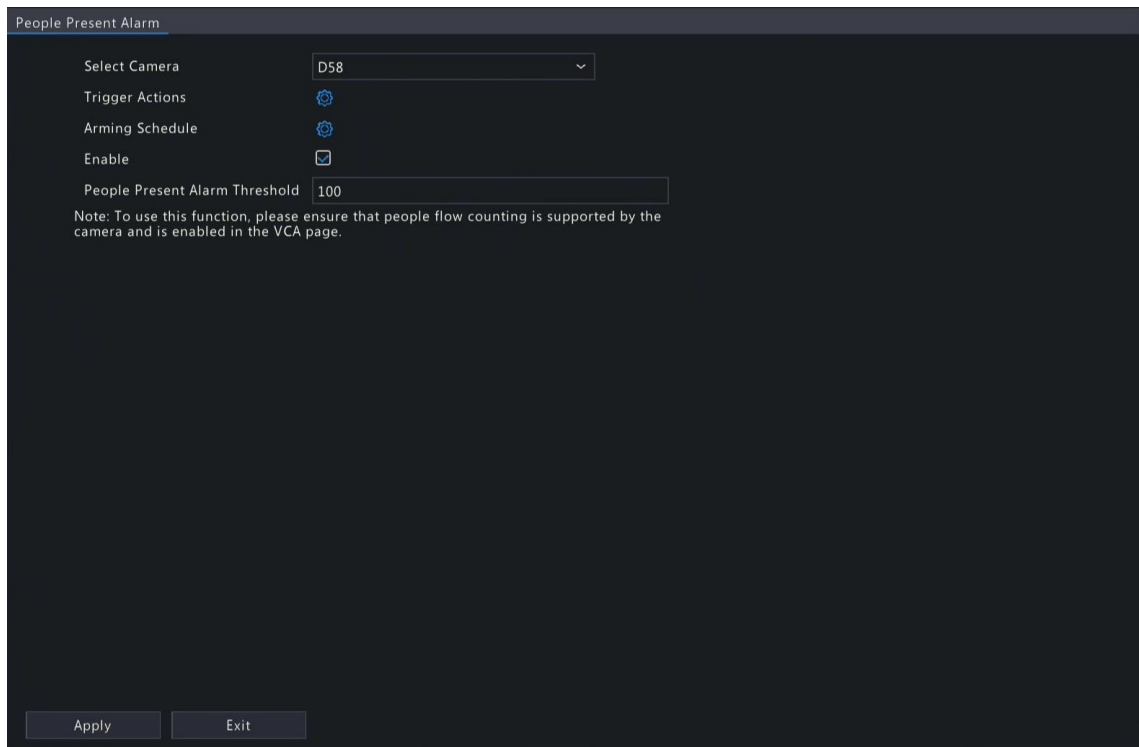 People Present Alarm
Select Camera D58
Trigger Actions
Arming Schedule
Enable
People Present Alarm Threshold 100
Note: To use this function, please ensure that people flow counting is supported by the
camera and is enabled in the VCA page.
Apply Exit